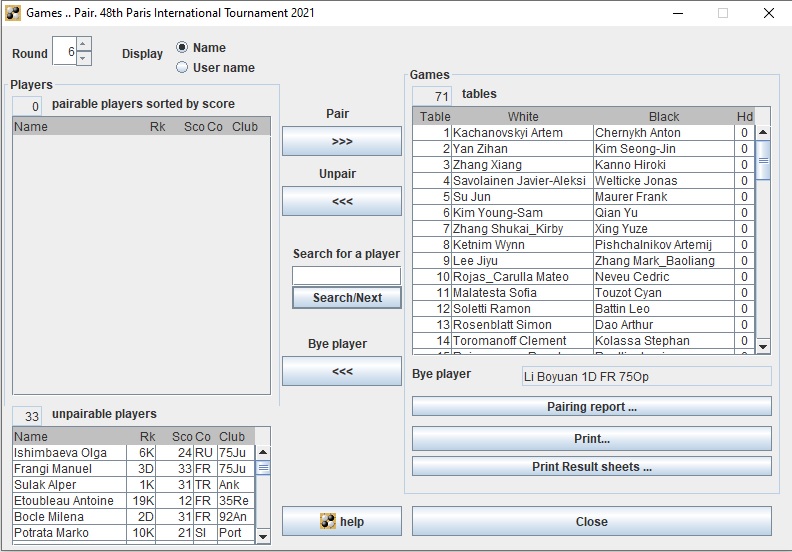 Games .. Pair. 48th Paris International Tournament 2021
Round 6 Display Name
User name
Players
0 pairable players sorted by score
Name Rk Sco Co Club
Pair
>>>
Unpair
<<<
Search for a player
Search/Next
Bye player
<<<
33 unpairable players
Name Rk Sco Co Club
Ishimbaeva Olga 6K 24 RU 75Ju
Frangi Manuel 3D 33 FR 75Ju
Sulak Alper 1K 31 TR Ank
Etoubleau Antoine 19K 12 FR 35Re
Bocle Milena 2D 31 FR 92An
Potrata Marko 10K 21 SI Port
help
Games
71 tables
Table White Black Hd
1 Kachanovskyi Artem Chernykh Anton 0
2 Yan Zihan Kim Seong-Jin 0
3 Zhang Xiang Kanno Hiroki 0
4 Savolainen Javier-Aleksi Welticke Jonas 0
5 Su Jun Maurer Frank 0
6 Kim Young-Sam Qian Yu 0
7 Zhang Shukai_Kirby Xing Yuze 0
8 Ketnim Wynn Pishchalnikov Artemij 0
9 Lee Jiyu Zhang Mark_Baoliang 0
10 Rojas_Carulla Mateo Neveu Cedric 0
11 Malatesta Sofia Touzot Cyan 0
12 Soletti Ramon Battin Leo 0
13 Rosenblatt Simon Dao Arthur 0
14 Toromanoff Clement Kolassa Stephan 0
Bye player Li Boyuan 1D FR 75Op
Pairing report ...
Print...
Print Result sheets ...
Close